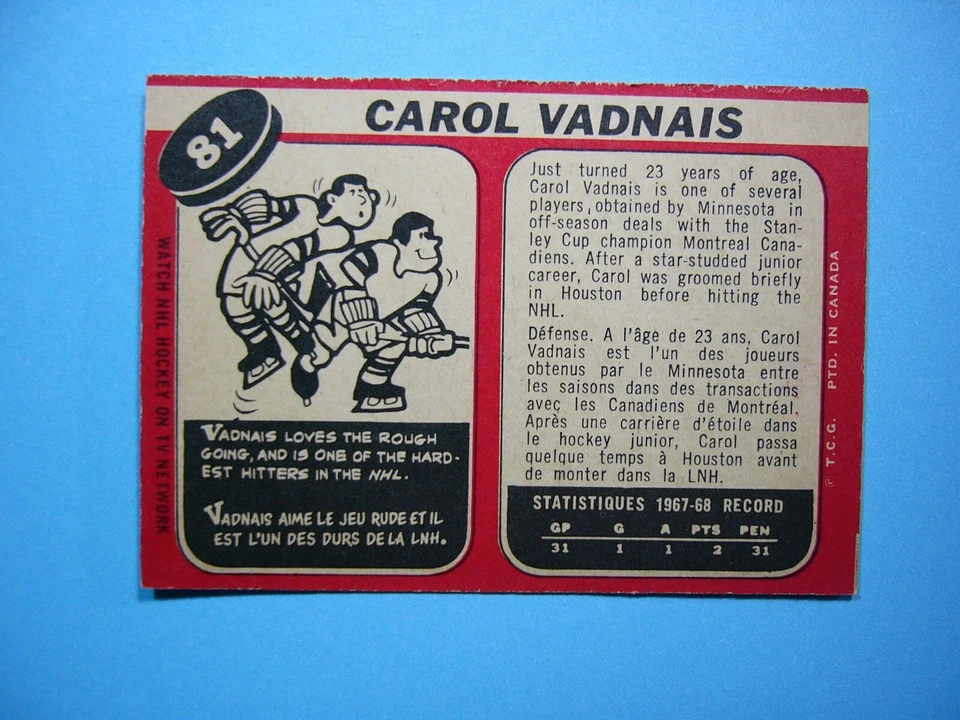 81
CAROL VADNAIS
WATCH NHL HOCKEY ON TV NETWORK
VADNAIS LOVES THE ROUGH
GOING, AND IS ONE OF THE HARD-
EST HITTERS IN THE NHL.
VADNAIS AIME LE JEU RUDE ET IL
EST L'UN DES DURS DE LA LNH.
Just turned 23 years of age,
Carol Vadnais is one of several
players, obtained by Minnesota in
off-season deals with the Stan-
ley Cup champion Montreal Cana-
diens. After a star-studded junior
career, Carol was groomed briefly
in Houston before hitting the
NHL.
Défense. A l'âge de 23 ans, Carol
Vadnais est l'un des joueurs
obtenus par le Minnesota entre
les saisons dans des transactions
avec les Canadiens de Montréal.
Après une carrière d'étoile dans
le hockey junior, Carol passa
quelque temps à Houston avant
de monter dans la LNH.
STATISTIQUES 1967-68 RECORD
GP G A PTS PEN
31 1 1 2 31
© T.C.G. PTD. IN CANADA